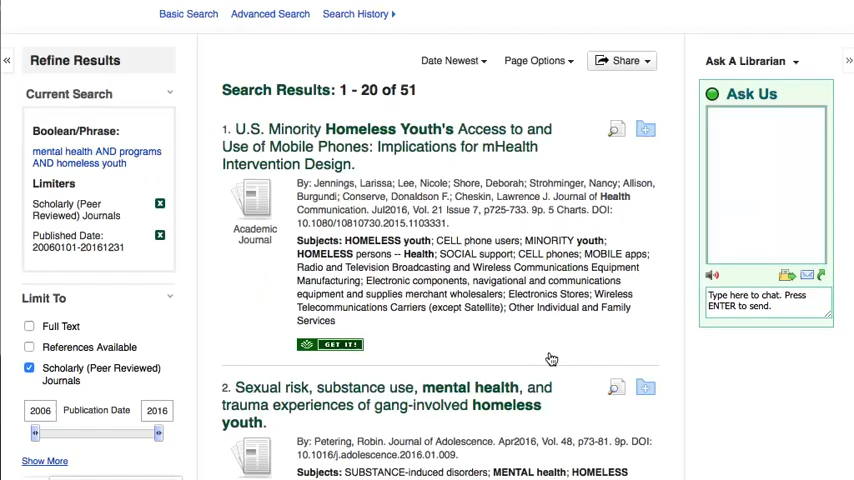 Basic Search Advanced Search Search History
Refine Results
Current Search
Boolean/Phrase:
mental health AND programs
AND homeless youth
Limiters
Scholarly (Peer
Reviewed) Journals
Published Date:
20060101-20161231
Limit To
Full Text
References Available
Scholarly (Peer Reviewed)
Journals
2006 Publication Date 2016
Show More
Date Newest Page Options Share
Search Results: 1 - 20 of 51
1. U.S. Minority Homeless Youth's Access to and
Use of Mobile Phones: Implications for mHealth
Intervention Design.
Academic
Journal
By: Jennings, Larissa; Lee, Nicole; Shore, Deborah; Strohminger, Nancy; Allison,
Burgundi; Conserve, Donaldson F.; Cheskin, Lawrence J. Journal of Health
Communication. Jul2016, Vol. 21 Issue 7, p725-733. 9p. 5 Charts. DOI:
10.1080/10810730.2015.1103331.
Subjects: HOMELESS youth; CELL phone users; MINORITY youth;
HOMELESS persons -- Health; SOCIAL support; CELL phones; MOBILE apps;
Radio and Television Broadcasting and Wireless Communications Equipment
Manufacturing; Electronic components, navigational and communications
equipment and supplies merchant wholesalers; Electronics Stores; Wireless
Telecommunications Carriers (except Satellite); Other Individual and Family
Services
GET IT!
2. Sexual risk, substance use, mental health, and
trauma experiences of gang-involved homeless
youth.
By: Petering, Robin. Journal of Adolescence. Apr2016, Vol. 48, p73-81. 9p. DOI:
10.1016/j.adolescence.2016.01.009.
Subjects: SUBSTANCE-induced disorders; MENTAL health; HOMELESS
Ask A Librarian
Ask Us
Type here to chat. Press
ENTER to send.